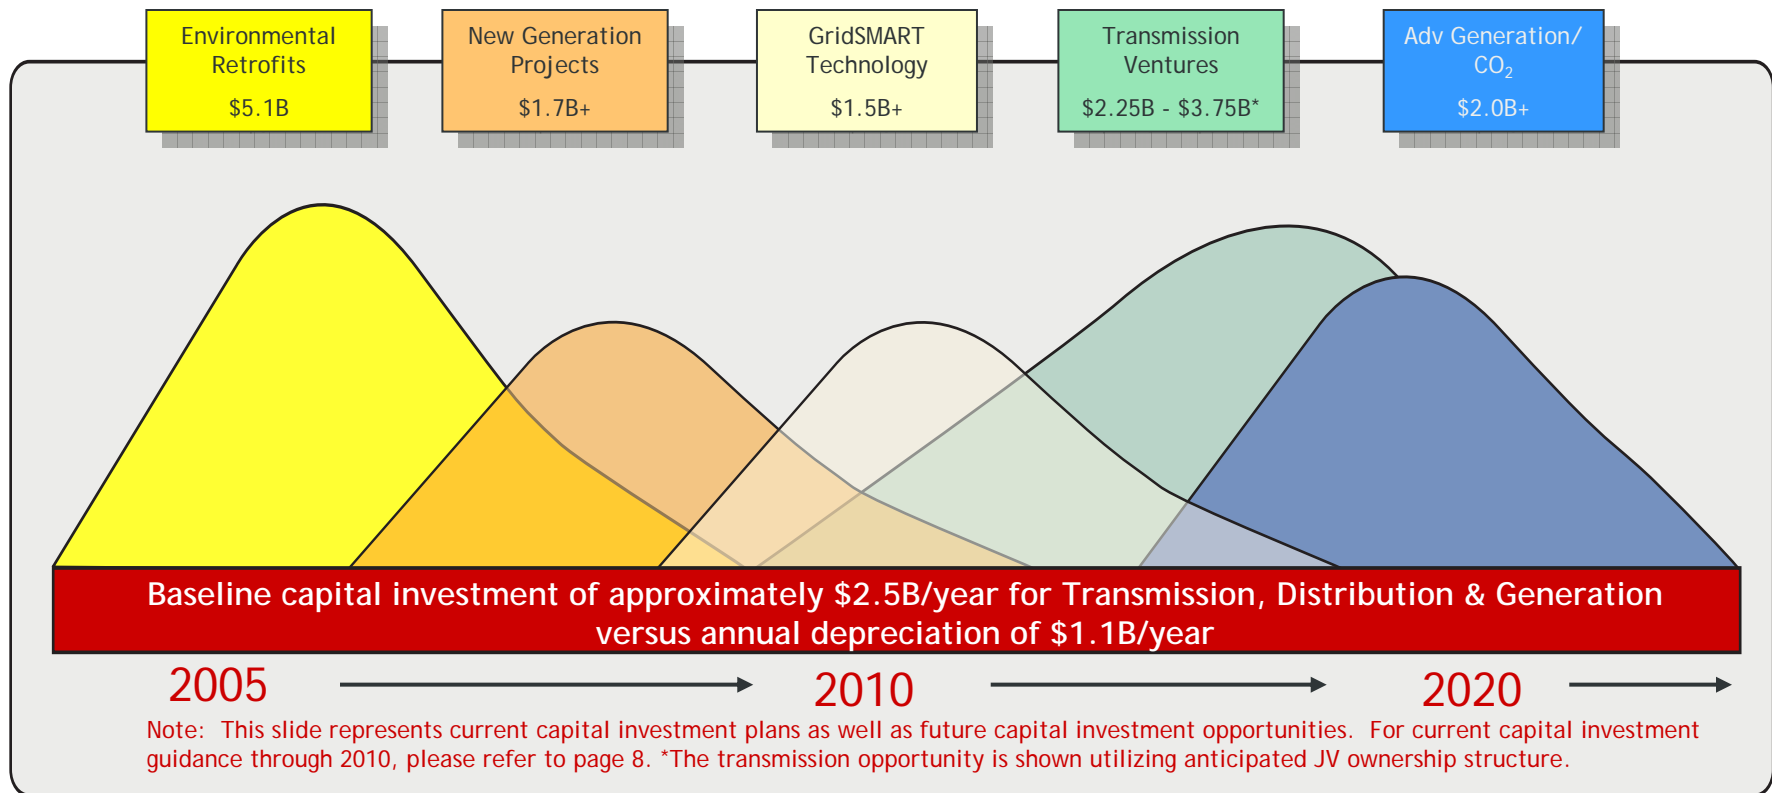 Environmental
Retrofits
$5.1B
New Generation
Projects
$1.7B+
GridSMART
Technology
$1.5B+
Transmission
Ventures
$2.25B - $3.75B*
Adv Generation/
CO₂
$2.0B+
Baseline capital investment of approximately $2.5B/year for Transmission, Distribution & Generation
versus annual depreciation of $1.1B/year
2005
2010
2020
Note: This slide represents current capital investment plans as well as future capital investment opportunities. For current capital investment
guidance through 2010, please refer to page 8. *The transmission opportunity is shown utilizing anticipated JV ownership structure.